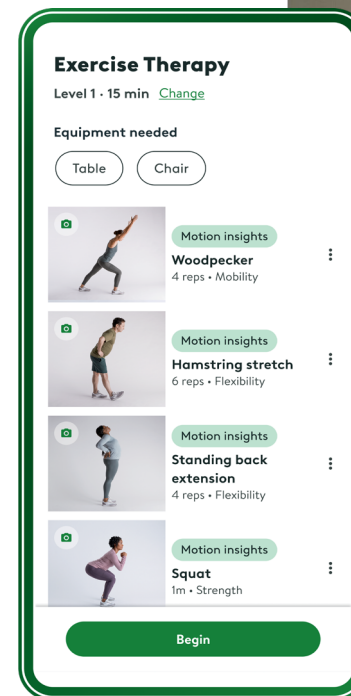 Exercise Therapy
Level 1 · 15 min Change
Equipment needed
Table Chair
Motion insights
Woodpecker
4 reps • Mobility
Motion insights
Hamstring stretch
6 reps • Flexibility
Motion insights
Standing back
extension
4 reps • Flexibility
Motion insights
Squat
1m • Strength
Begin